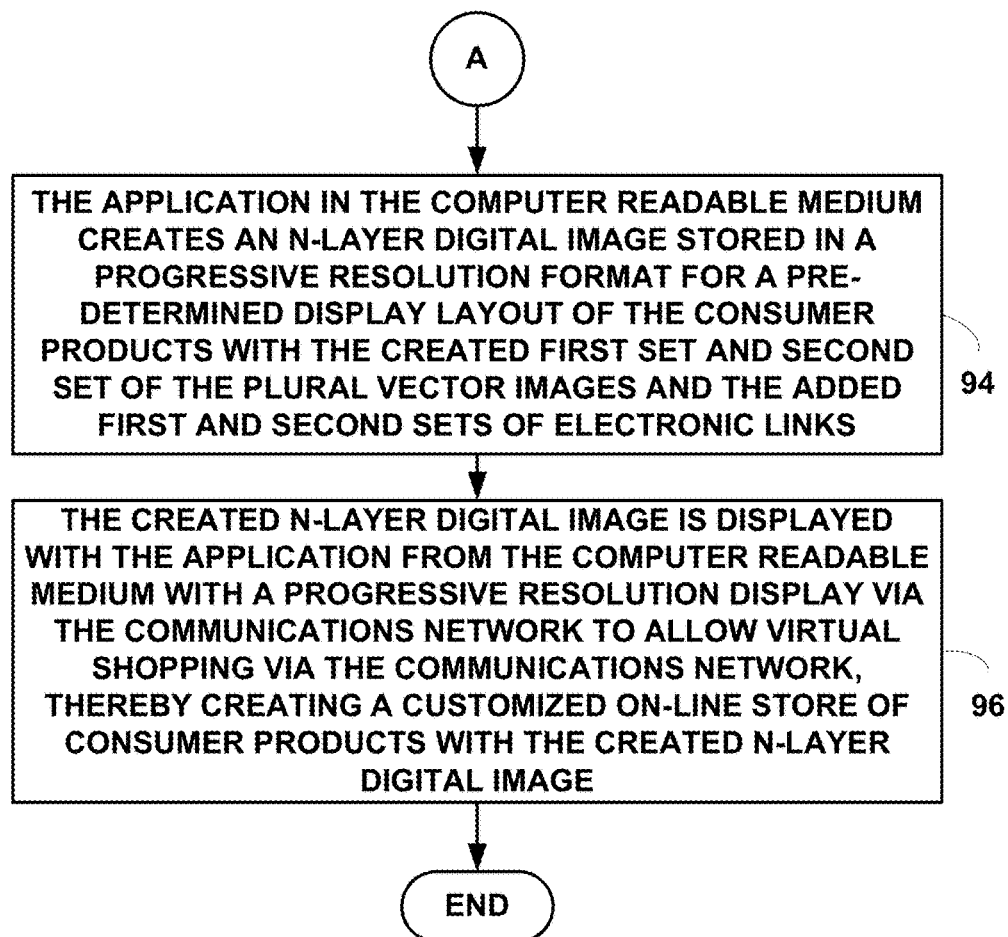 A
THE APPLICATION IN THE COMPUTER READABLE MEDIUM
CREATES AN N-LAYER DIGITAL IMAGE STORED IN A
PROGRESSIVE RESOLUTION FORMAT FOR A PRE-
DETERMINED DISPLAY LAYOUT OF THE CONSUMER
PRODUCTS WITH THE CREATED FIRST SET AND SECOND
SET OF THE PLURAL VECTOR IMAGES AND THE ADDED
FIRST AND SECOND SETS OF ELECTRONIC LINKS
94
THE CREATED N-LAYER DIGITAL IMAGE IS DISPLAYED
WITH THE APPLICATION FROM THE COMPUTER READABLE
MEDIUM WITH A PROGRESSIVE RESOLUTION DISPLAY VIA
THE COMMUNICATIONS NETWORK TO ALLOW VIRTUAL
SHOPPING VIA THE COMMUNICATIONS NETWORK,
THEREBY CREATING A CUSTOMIZED ON-LINE STORE OF
CONSUMER PRODUCTS WITH THE CREATED N-LAYER
DIGITAL IMAGE
96
END